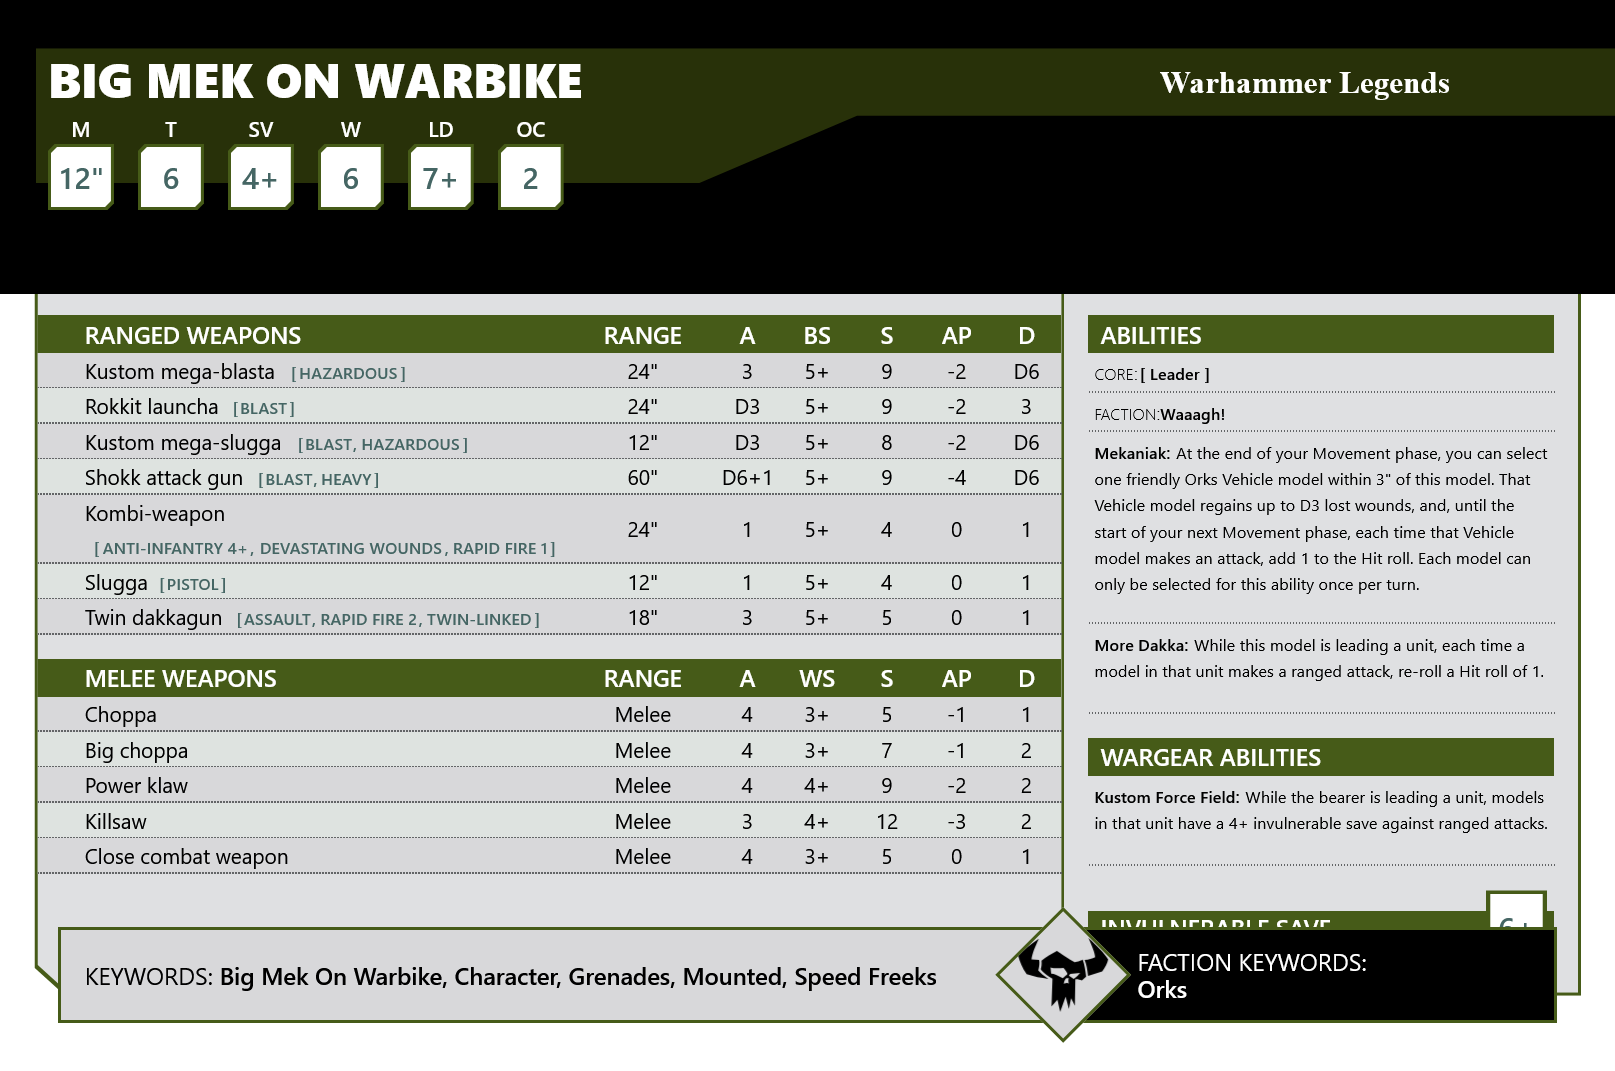 BIG MEK ON WARBIKE
Warhammer Legends
M T SV W LD OC
12" 6 4+ 6 7+ 2
RANGED WEAPONS RANGE A BS S AP D
Kustom mega-blasta [HAZARDOUS] 24" 3 5+ 9 -2 D6
Rokkit launcha [BLAST] 24" D3 5+ 9 -2 3
Kustom mega-slugga [BLAST, HAZARDOUS] 12" D3 5+ 8 -2 D6
Shokk attack gun [BLAST, HEAVY] 60" D6+1 5+ 9 -4 D6
Kombi-weapon 24" 1 5+ 4 0 1
[ANTI-INFANTRY 4+, DEVASTATING WOUNDS, RAPID FIRE 1]
Slugga [PISTOL] 12" 1 5+ 4 0 1
Twin dakkagun [ASSAULT, RAPID FIRE 2, TWIN-LINKED] 18" 3 5+ 5 0 1
MELEE WEAPONS RANGE A WS S AP D
Choppa Melee 4 3+ 5 -1 1
Big choppa Melee 4 3+ 7 -1 2
Power klaw Melee 4 4+ 9 -2 2
Killsaw Melee 3 4+ 12 -3 2
Close combat weapon Melee 4 3+ 5 0 1
ABILITIES
CORE: [ Leader ]
FACTION:Waaagh!
Mekaniak: At the end of your Movement phase, you can select
one friendly Orks Vehicle model within 3" of this model. That
Vehicle model regains up to D3 lost wounds, and, until the
start of your next Movement phase, each time that Vehicle
model makes an attack, add 1 to the Hit roll. Each model can
only be selected for this ability once per turn.
More Dakka: While this model is leading a unit, each time a
model in that unit makes a ranged attack, re-roll a Hit roll of 1.
WARGEAR ABILITIES
Kustom Force Field: While the bearer is leading a unit, models
in that unit have a 4+ invulnerable save against ranged attacks.
INVULNERABLE SAVE 6+
KEYWORDS: Big Mek On Warbike, Character, Grenades, Mounted, Speed Freeks
FACTION KEYWORDS:
Orks